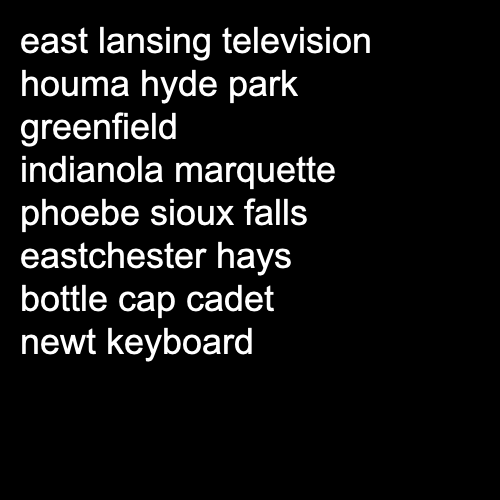 east lansing television
houma hyde park
greenfield
indianola marquette
phoebe sioux falls
eastchester hays
bottle cap cadet
newt keyboard